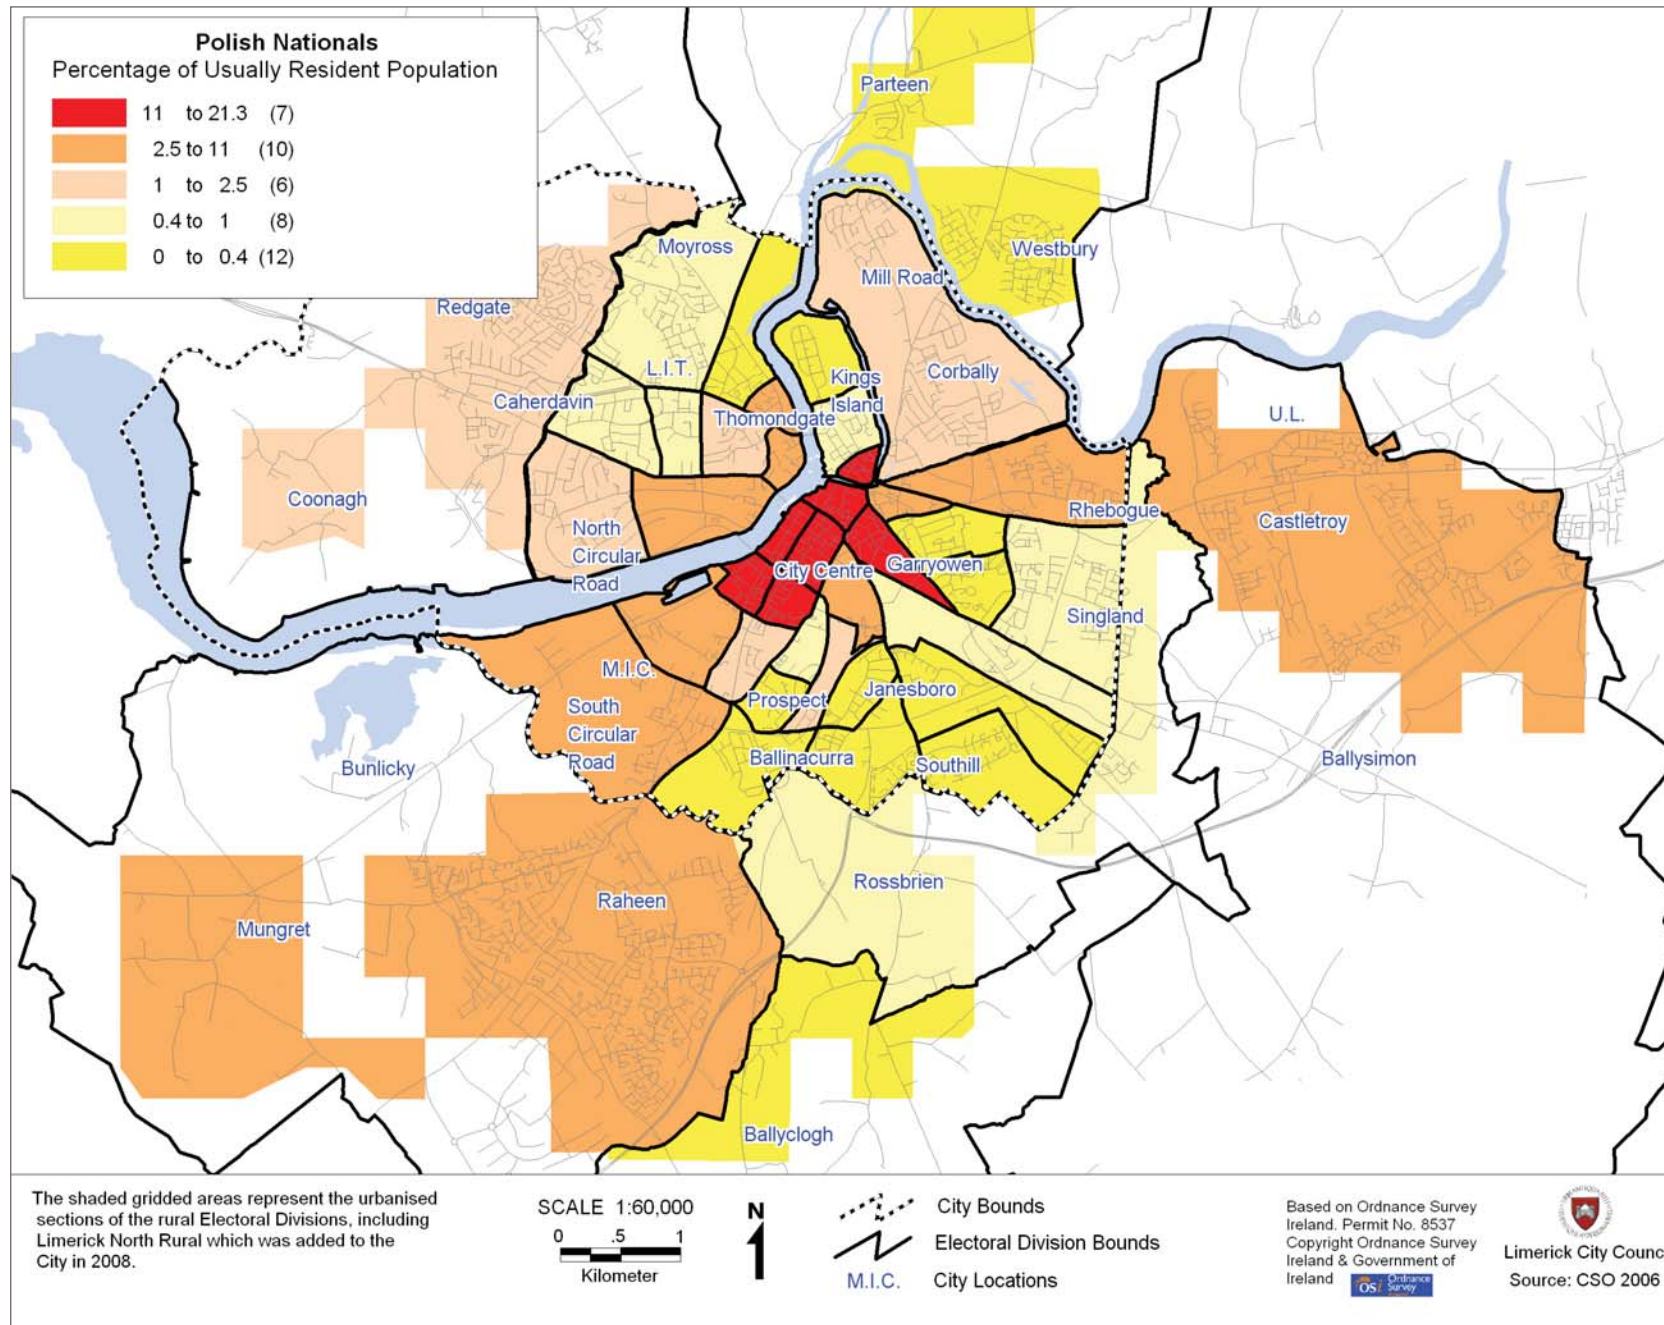 Polish Nationals
Percentage of Usually Resident Population
11 to 21.3 (7)
2.5 to 11 (10)
1 to 2.5 (6)
0.4 to 1 (8)
0 to 0.4 (12)
Parteen
Westbury
Moyross
Mill Road
Redgate
L.I.T.
Kings
Island
Corbally
Caherdavin
Thomondgate
U.L.
Coonagh
North
Circular
Road
Rhebogue
Castletroy
City Centre
Garryowen
Singland
M.I.C.
Prospect
Janesboro
South
Circular
Road
Bunlicky
Ballinacurra
Southill
Ballysimon
Rossbrien
Raheen
Mungret
Ballyclogh
The shaded gridded areas represent the urbanised
sections of the rural Electoral Divisions, including
Limerick North Rural which was added to the
City in 2008.
SCALE 1:60,000
0 .5 1
Kilometer
N
City Bounds
Electoral Division Bounds
M.I.C. City Locations
Based on Ordnance Survey
Ireland. Permit No. 8537
Copyright Ordnance Survey
Ireland & Government of
Ireland
OSi Ordnance
Survey
Limerick City Counc
Source: CSO 2006